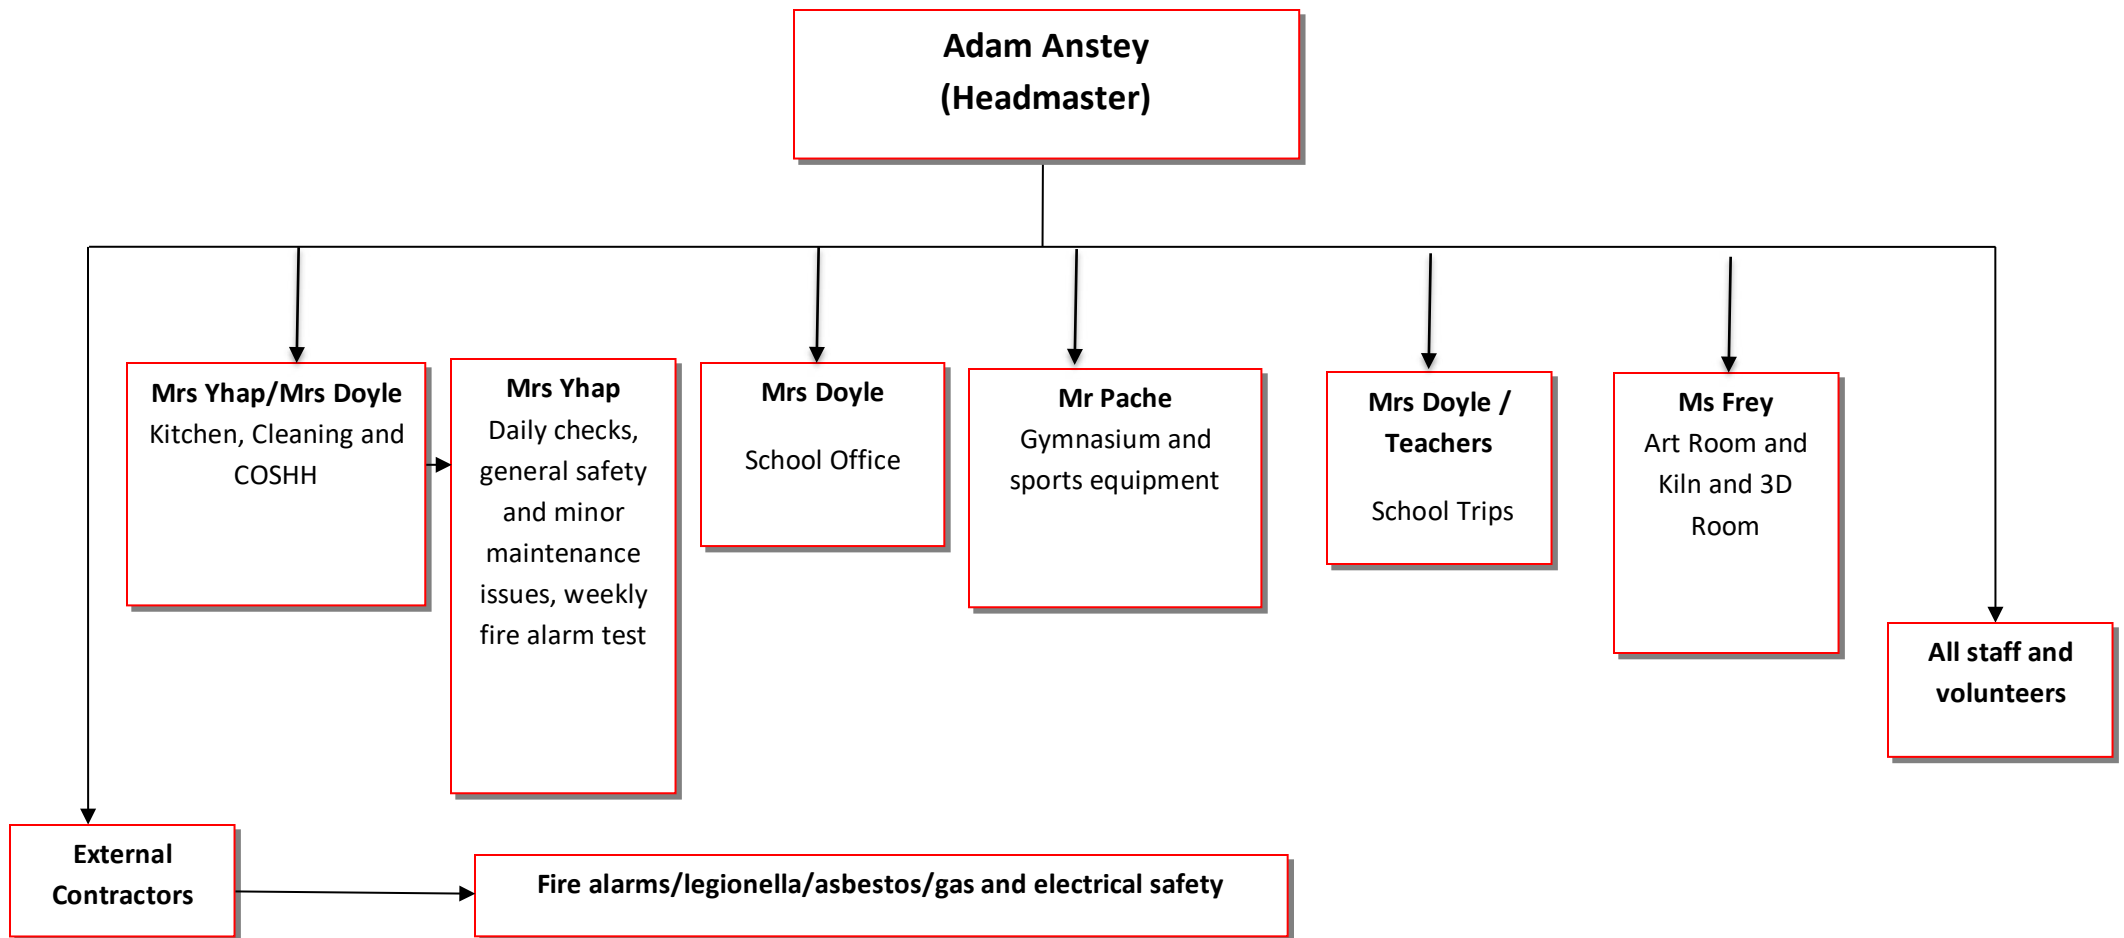 Adam Anstey
(Headmaster)
Mrs Yhap/Mrs Doyle
Kitchen, Cleaning and
COSHH
Mrs Yhap
Daily checks,
general safety
and minor
maintenance
issues, weekly
fire alarm test
Mrs Doyle
School Office
Mr Pache
Gymnasium and
sports equipment
Mrs Doyle /
Teachers
School Trips
Ms Frey
Art Room and
Kiln and 3D
Room
All staff and
volunteers
External
Contractors
Fire alarms/legionella/asbestos/gas and electrical safety